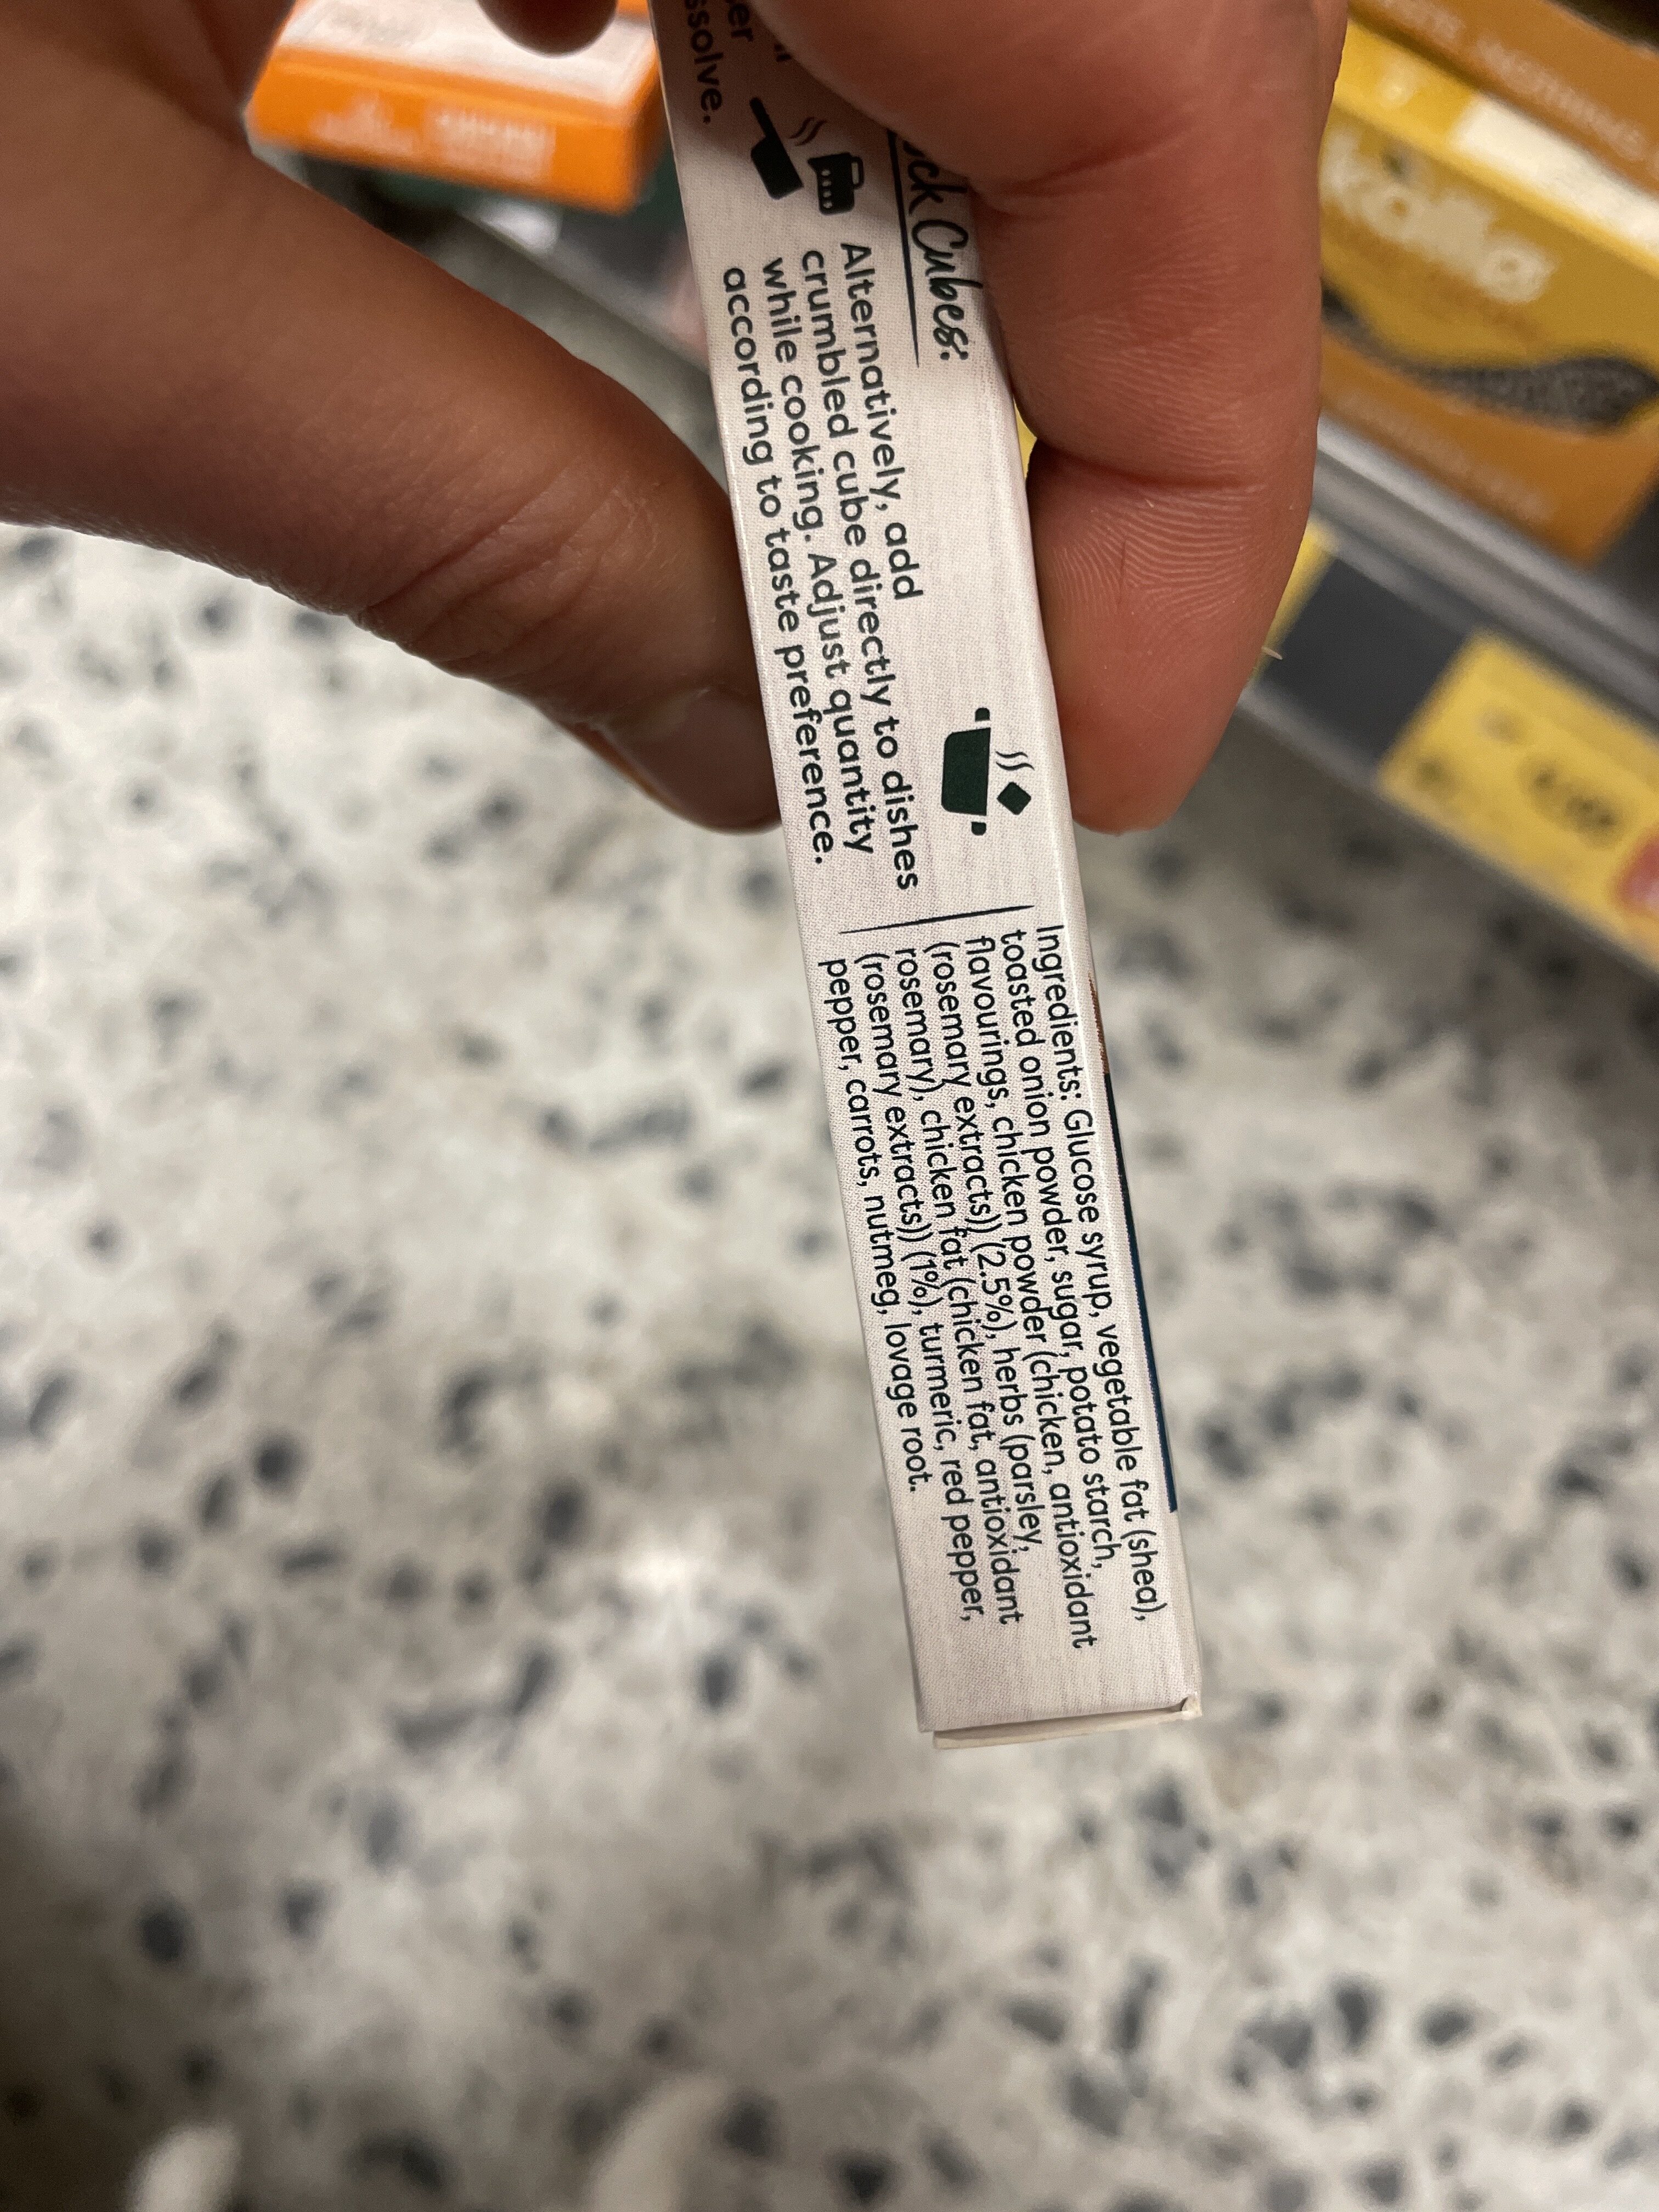 ck Cubes:
ssolve.
Alternatively, add
crumbled cube directly to dishes
while cooking. Adjust quantity
according to taste preference.
Ingredients: Glucose syrup, vegetable fat (shea),
toasted onion powder, sugar, potato starch,
flavourings, chicken powder (chicken, antioxidant
(rosemary extracts)) (2.5%), herbs (parsley,
rosemary), chicken fat (chicken fat, antioxidant
(rosemary extracts)) (1%), turmeric, red pepper,
pepper, carrots, nutmeg, lovage root.
kallo